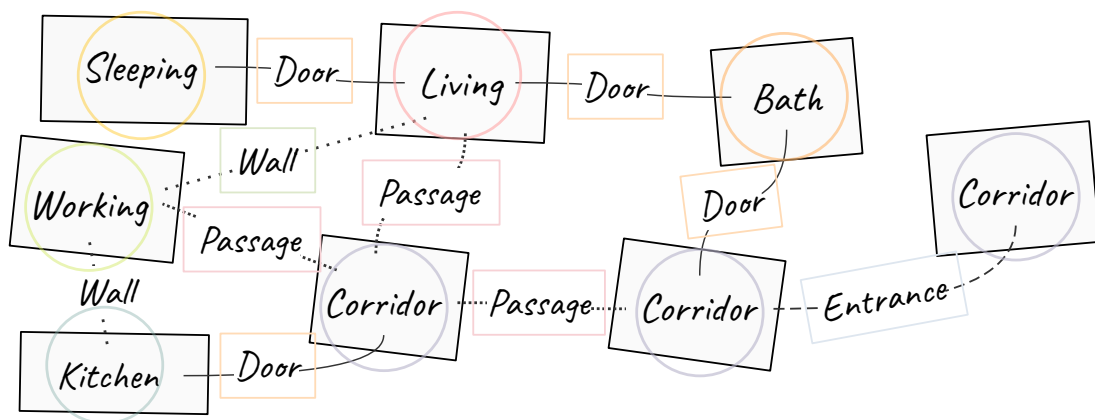 Sleeping
Door
Living
Door
Bath
Wall
Working
Passage
Passage
Door
Corridor
Wall
Corridor
Passage
Corridor
Entrance
Kitchen
Door